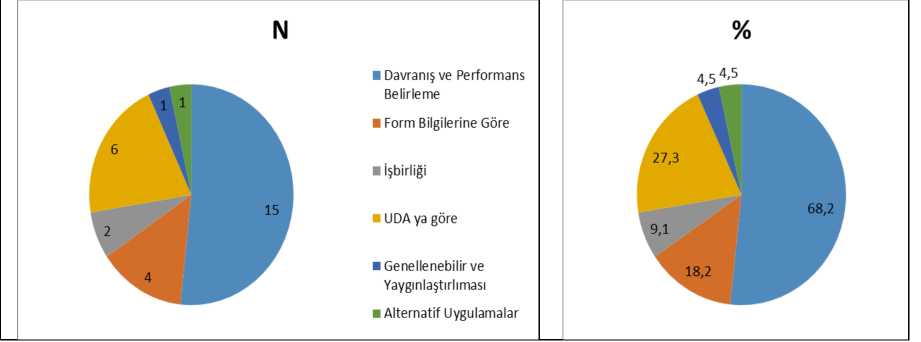 N
15
4
2
6
1
1
Davranış ve Performans
Belirleme
Form Bilgilerine Göre
İşbirliği
UDA ya göre
Genellenebilir ve
Yaygınlaştırlıması
Alternatif Uygulamalar
%
68,2
18,2
9,1
27,3
4,5
4,5